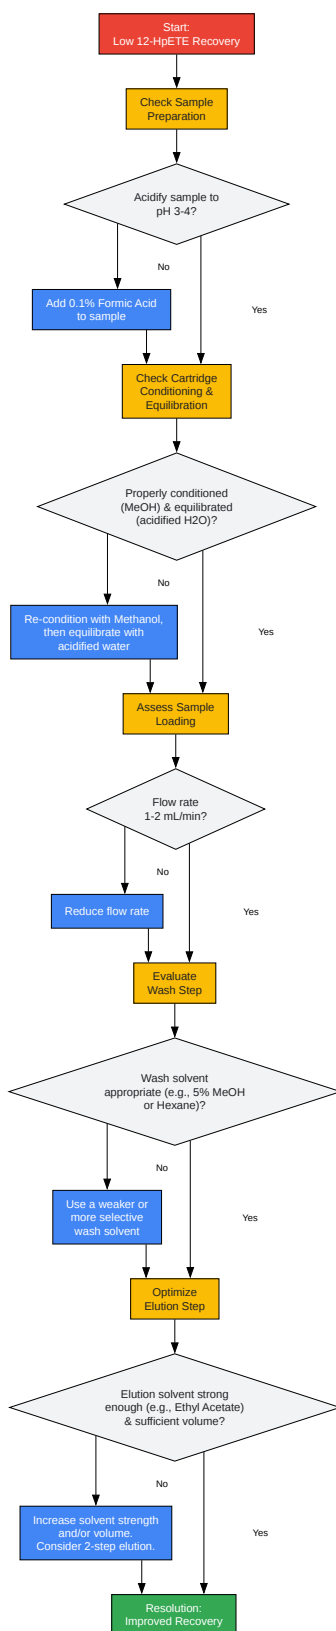 Start:
Low 12-HpETE Recovery
Check Sample
Preparation
Acidify sample to
pH 3-4?
No
Add 0.1% Formic Acid
to sample
Yes
Check Cartridge
Conditioning &
Equilibration
Properly conditioned
(MeOH) & equilibrated
(acidified H2O)?
No
Re-condition with Methanol,
then equilibrate with
acidified water
Yes
Assess Sample
Loading
Flow rate
1-2 mL/min?
No
Reduce flow rate
Yes
Evaluate
Wash Step
Wash solvent
appropriate (e.g., 5% MeOH
or Hexane)?
No
Use a weaker or
more selective
wash solvent
Yes
Optimize
Elution Step
Elution solvent strong
enough (e.g., Ethyl Acetate)
& sufficient volume?
No
Increase solvent strength
and/or volume.
Consider 2-step elution.
Yes
Resolution:
Improved Recovery